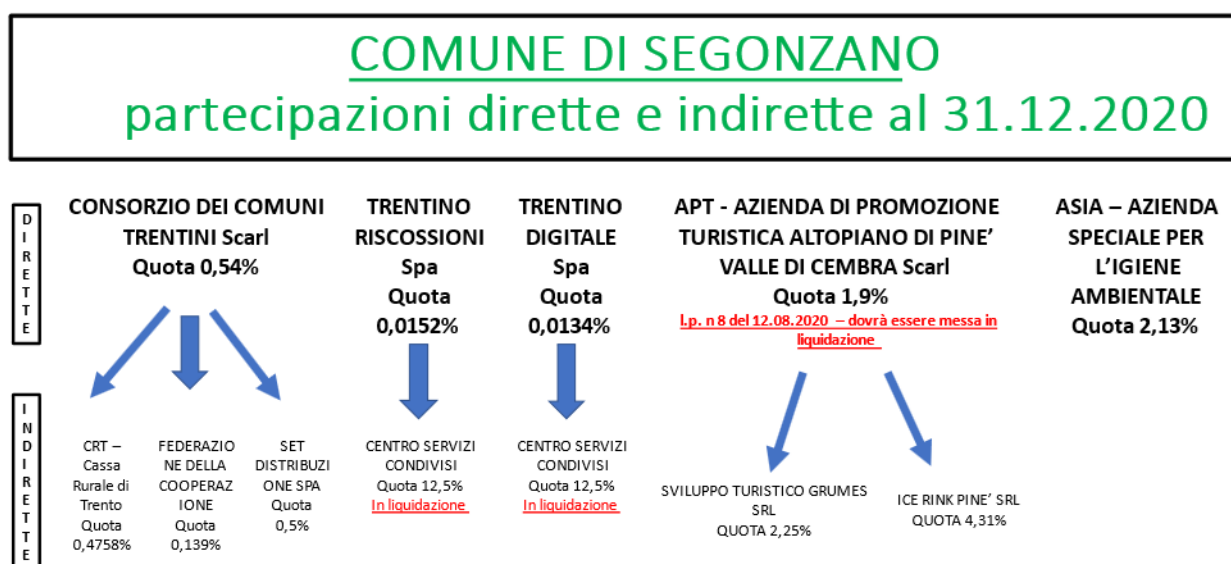 COMUNE DI SEGONZANO
partecipazioni dirette e indirette al 31.12.2020
DIRETTE
CONSORZIO DEI COMUNI
TRENTINI Scarl
Quota 0,54%
TRENTINO
RISCOSSIONI
Spa
Quota
0,0152%
TRENTINO
DIGITALE
Spa
Quota
0,0134%
APT - AZIENDA DI PROMOZIONE
TURISTICA ALTOPIANO DI PINE’
VALLE DI CEMBRA Scarl
Quota 1,9%
l.p. n 8 del 12.08.2020 – dovrà essere messa in
liquidazione
ASIA – AZIENDA
SPECIALE PER
L’IGIENE
AMBIENTALE
Quota 2,13%
INDIRETTE
CRT –
Cassa
Rurale di
Trento
Quota
0,4758%
FEDERAZIO
NE DELLA
COOPERAZ
IONE
Quota
0,139%
SET
DISTRIBUZI
ONE SPA
Quota
0,5%
CENTRO SERVIZI
CONDIVISI
Quota 12,5%
In liquidazione
CENTRO SERVIZI
CONDIVISI
Quota 12,5%
In liquidazione
SVILUPPO TURISTICO GRUMES
SRL
QUOTA 2,25%
ICE RINK PINE’ SRL
QUOTA 4,31%